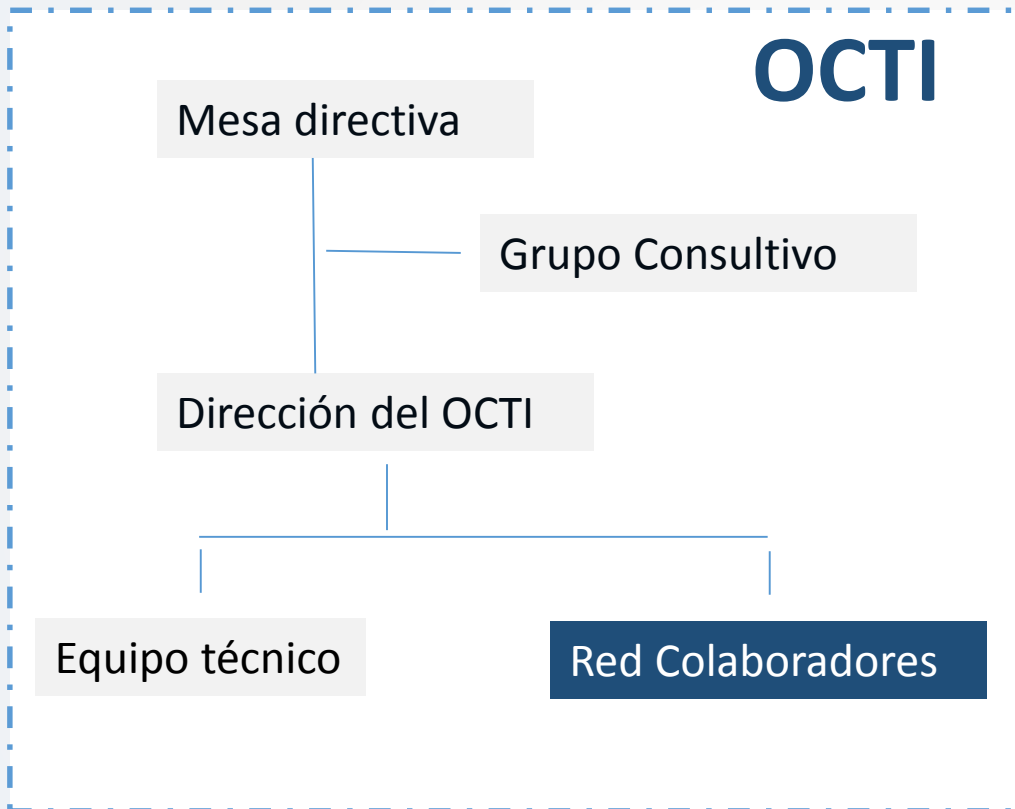 OCTI
Mesa directiva
Grupo Consultivo
Dirección del OCTI
Equipo técnico
Red Colaboradores